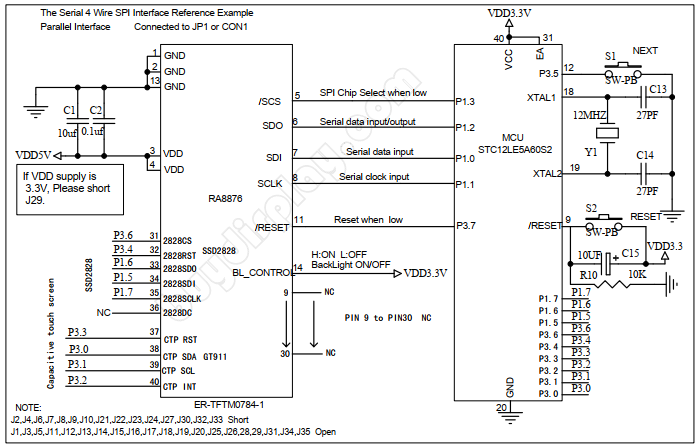 The Serial 4 Wire SPI Interface Reference Example
Parallel Interface Connected to JP1 or CON1
VDD3.3V
40 31
VCC
EA
1 GND
2 GND
13 GND
C1 C2
10uf 0.1uf
VDD5V
3 VDD
4 VDD
If VDD supply is
3.3V, Please short
J29.
/SCS 5 SPI Chip Select when low P1.3
SDO 6 Serial data input/output P1.2
SDI 7 Serial data input P1.0
SCLK 8 Serial clock input P1.1
RA8876
/RESET 11 Reset when low P3.7
MCU
STC12LE5A60S2
P3.5 12 S1 NEXT
SW-PB
XTAL1 18 C13
12MHZ 27PF
Y1
XTAL2 19 C14
27PF
/RESET 9 S2 RESET
SW-PB
10UF C15 VDD3.3
R10 10K
SSD2828
P3.6 31 2828CS
P3.4 32 2828RST SSD2828
P1.6 33 2828SDO
P1.5 34 2828SDI
P1.7 35 2828SCLK
NC 36 2828DC
BL_CONTROL 14 H:ON L:OFF
BackLight ON/OFF VDD3.3V
9 NC
PIN 9 to PIN30 NC
30 NC
Capacitive touch screen
P3.3 37 CTP RST
P3.0 38 CTP SDA GT911
P3.1 39 CTP SCL
P3.2 40 CTP INT
P1.7 P1.7
P1.6 P1.6
P1.5 P1.5
P3.6 P3.6
P3.4 P3.4
P3.3 P3.3
P3.2 P3.2
P3.1 P3.1
P3.0 P3.0
GND
20
ER-TFTM0784-1
NOTE:
J2,J4,J6,J7,J8,J9,J10,J21,J22,J23,J24,J27,J30,J32,J33 Short
J1,J3,J5,J11,J12,J13,J14,J15,J16,J17,J18,J19,J20,J25,J26,28,29,J31,J34,J35 Open